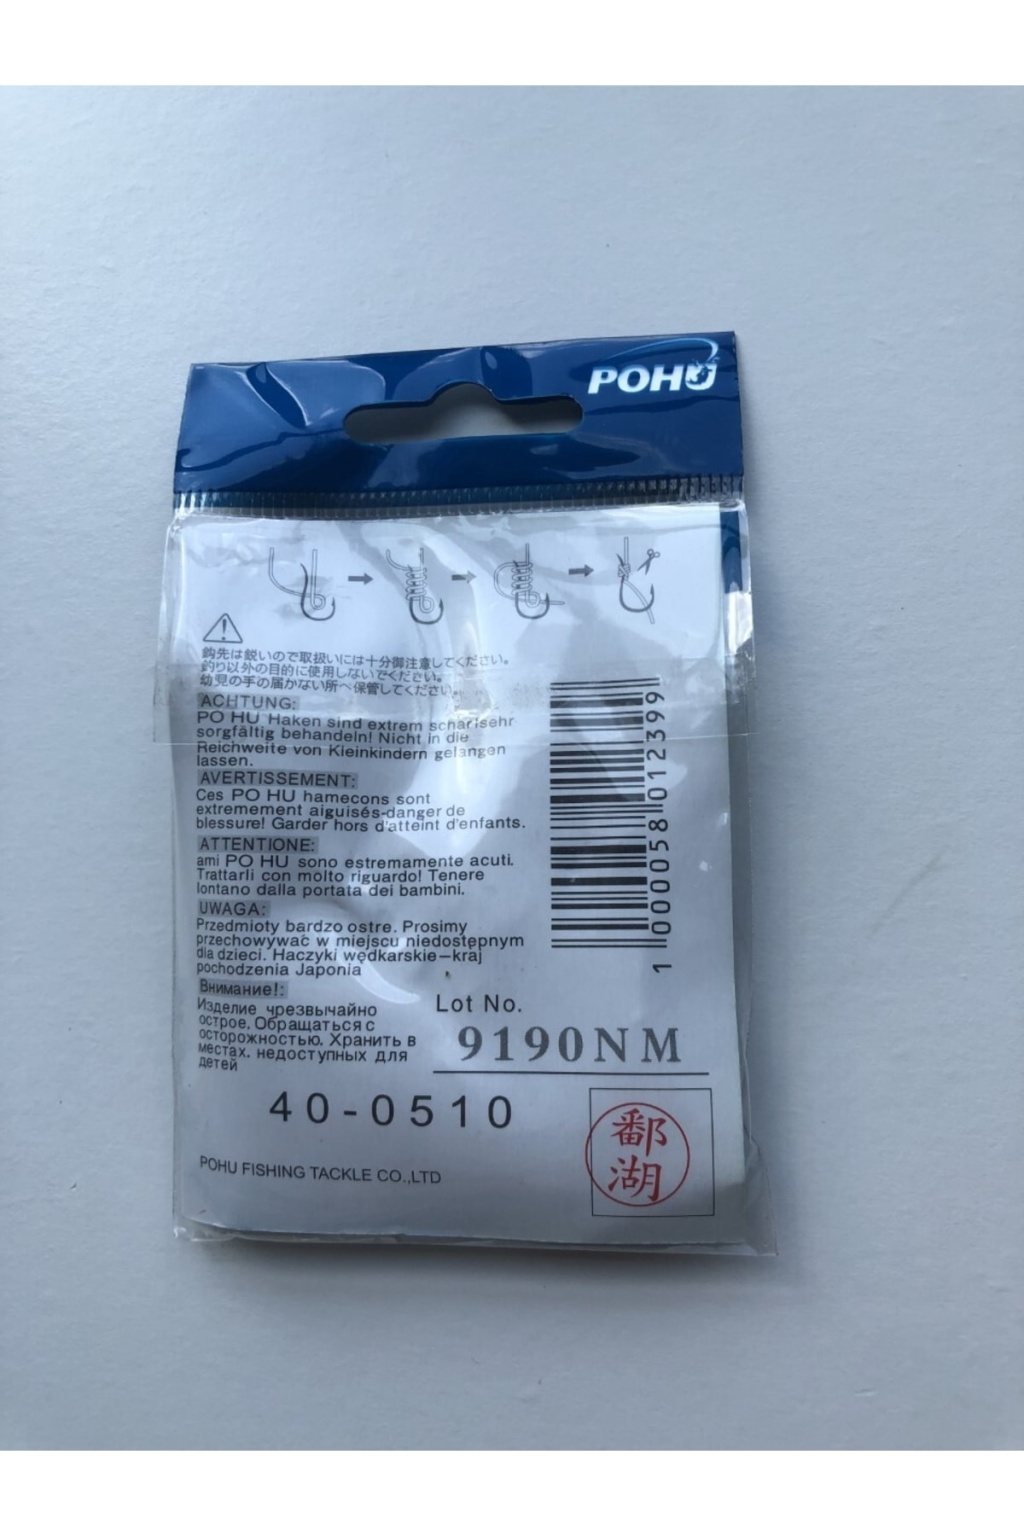 POHU
鈎先は鋭いので取扱いには十分御注意してください。
釣り以外の目的に使用しないでください。
幼児の手の届かない所へ保管してください。
ACHTUNG:
PO HU Haken sind extrem scharfsehr
sorgfältig behandeln! Nicht in die
Reichweite von Kleinkindern gelangen
lassen.
AVERTISSEMENT:
Ces PO HU hamecons sont
extremement aiguisés-danger de
blessure! Garder hors d'atteint d'enfants.
ATTENTIONE:
ami PO HU sono estremamente acuti.
Trattarli con molto riguardo! Tenere
lontano dalla portata dei bambini.
UWAGA:
Przedmioty bardzo ostre. Prosimy
przechowywać w miejscu niedostępnym
dla dzieci. Haczyki wędkarskie—kraj
pochodzenia Japonia
Внимание!:
Изделие чрезвычайно
острое. Обращаться с
осторожностью. Хранить в
местах. недоступных для
детей
1 000058 012399
Lot No.
9190NM
40-0510
POHU FISHING TACKLE CO.,LTD
鄱
湖